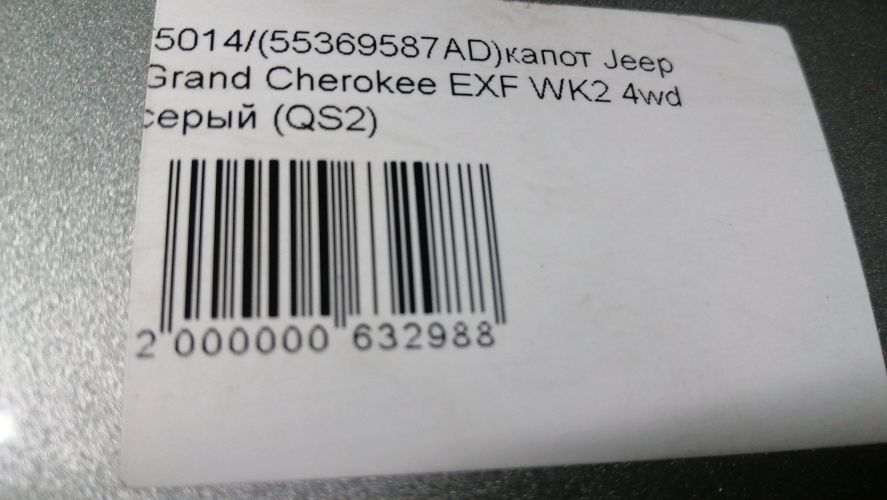 5014/(55369587AD)капот Jeep
Grand Cherokee EXF WK2 4wd
серый (QS2)
2 000000 632988